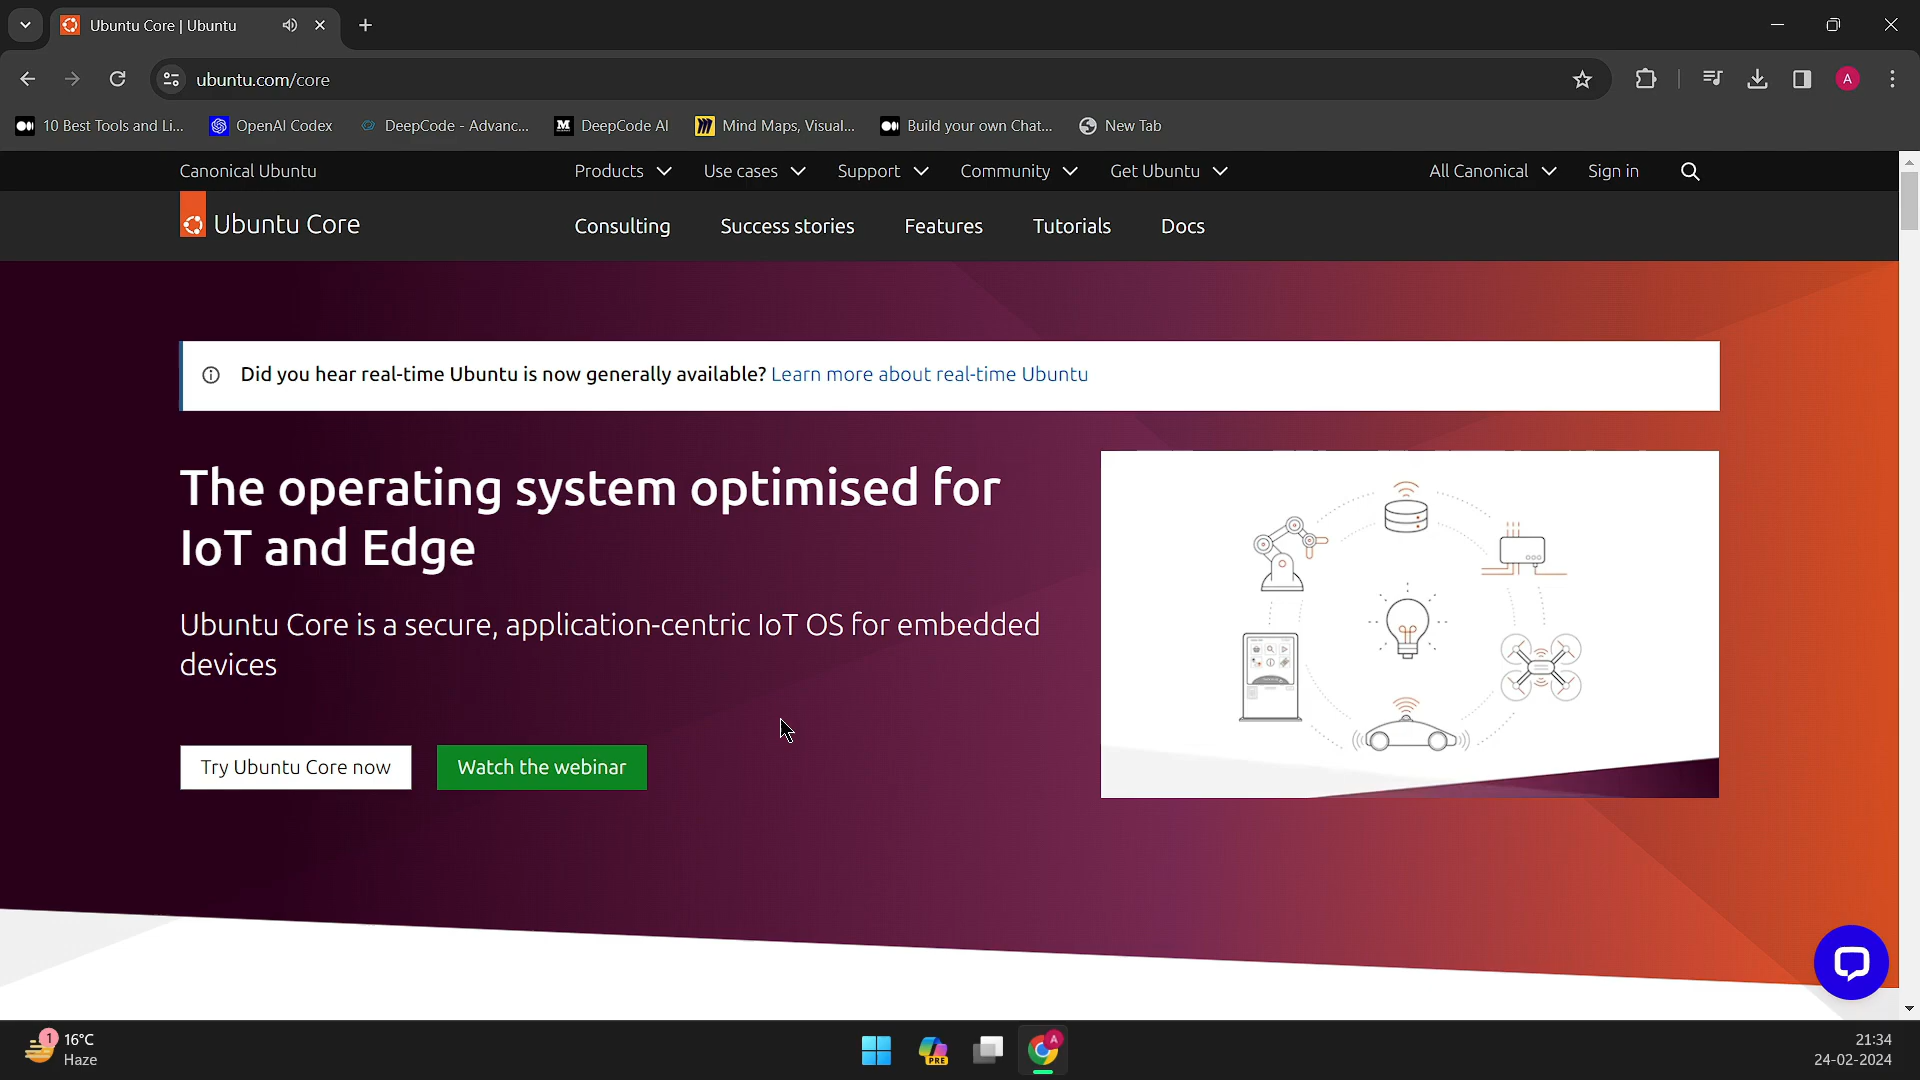 Ubuntu Core | Ubuntu
ubuntu.com/core
A
10 Best Tools and Li...
OpenAI Codex
DeepCode - Advanc...
DeepCode AI
Mind Maps, Visual...
Build your own Chat...
New Tab
Canonical Ubuntu
Products
Use cases
Support
Community
Get Ubuntu
All Canonical
Sign in
Ubuntu Core
Consulting
Success stories
Features
Tutorials
Docs
Did you hear real-time Ubuntu is now generally available? Learn more about real-time Ubuntu
The operating system optimised for
IoT and Edge
Ubuntu Core is a secure, application-centric IoT OS for embedded
devices
Try Ubuntu Core now
Watch the webinar
1
16°C
Haze
PRE
A
21:34
24-02-2024